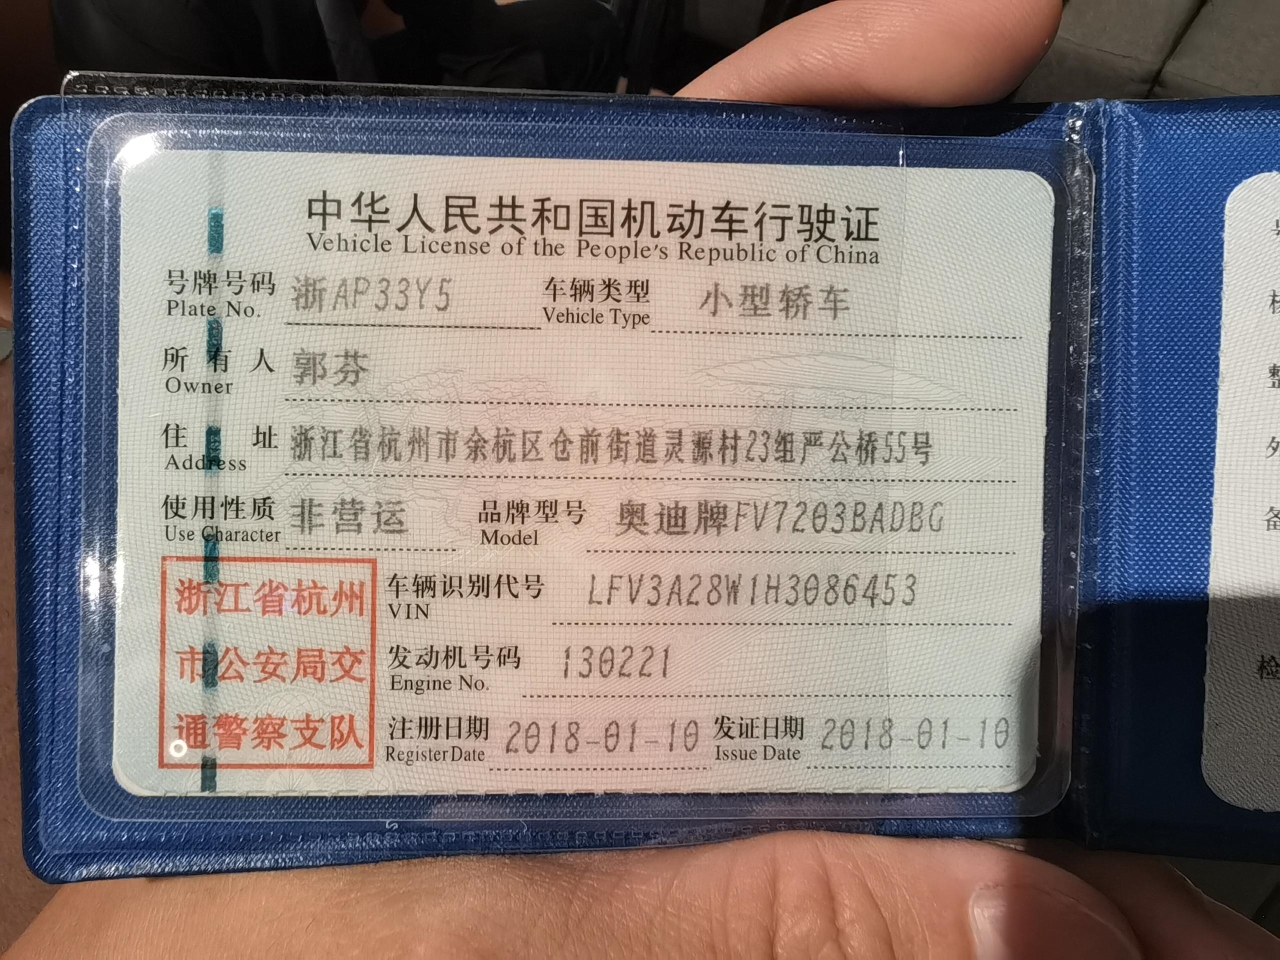 中华人民共和国机动车行驶证
Vehicle License of the People's Republic of China
号牌号码 浙AP33Y5 车辆类型 小型轿车
Plate No. Vehicle Type
所有人 郭芬
Owner
住址 浙江省杭州市余杭区仓前街道灵源村23组严公桥55号
Address
使用性质 非营运 品牌型号 奥迪牌FV7203BADBG
Use Character Model
浙江省杭州
市公安局交
通警察支队
车辆识别代号 LFV3A28W1H3086453
VIN
发动机号码 130221
Engine No.
注册日期 2018-01-10 发证日期 2018-01-10
Register Date Issue Date
整
备
检